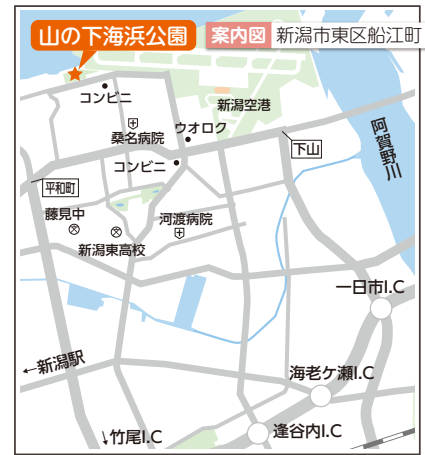 山の下海浜公園
案内図 新潟市東区船江町
コンビニ
新潟空港
桑名病院
ウオロク
下山
阿賀野川
コンビニ
平和町
藤見中
河渡病院
新潟東高校
一日市I.C
←新潟駅
海老ケ瀬I.C
逢谷内I.C
↓竹尾I.C